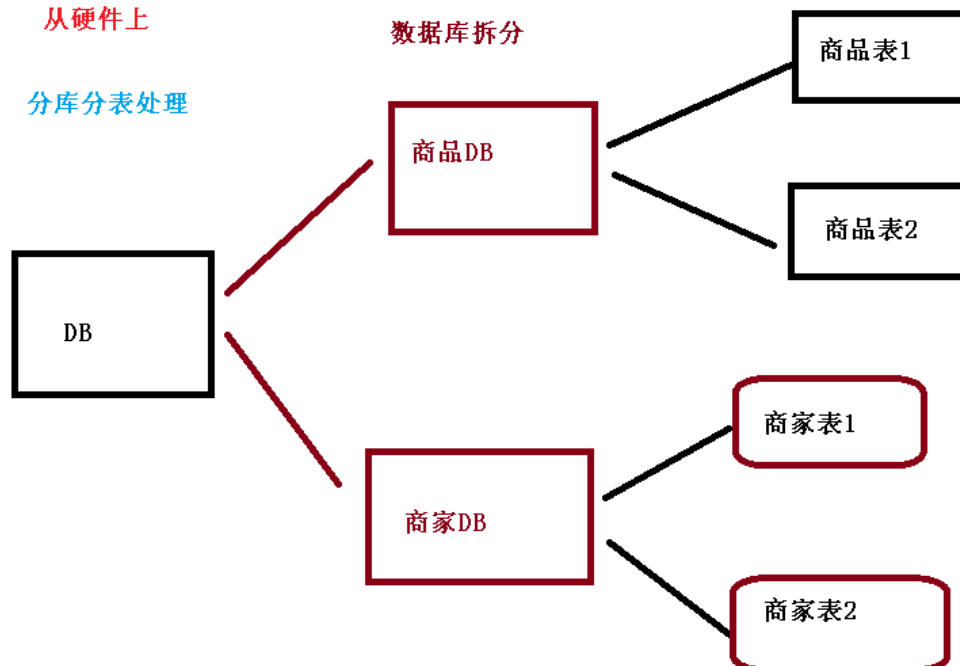 从硬件上
数据库拆分
分库分表处理
商品表1
商品DB
商品表2
DB
商家表1
商家DB
商家表2